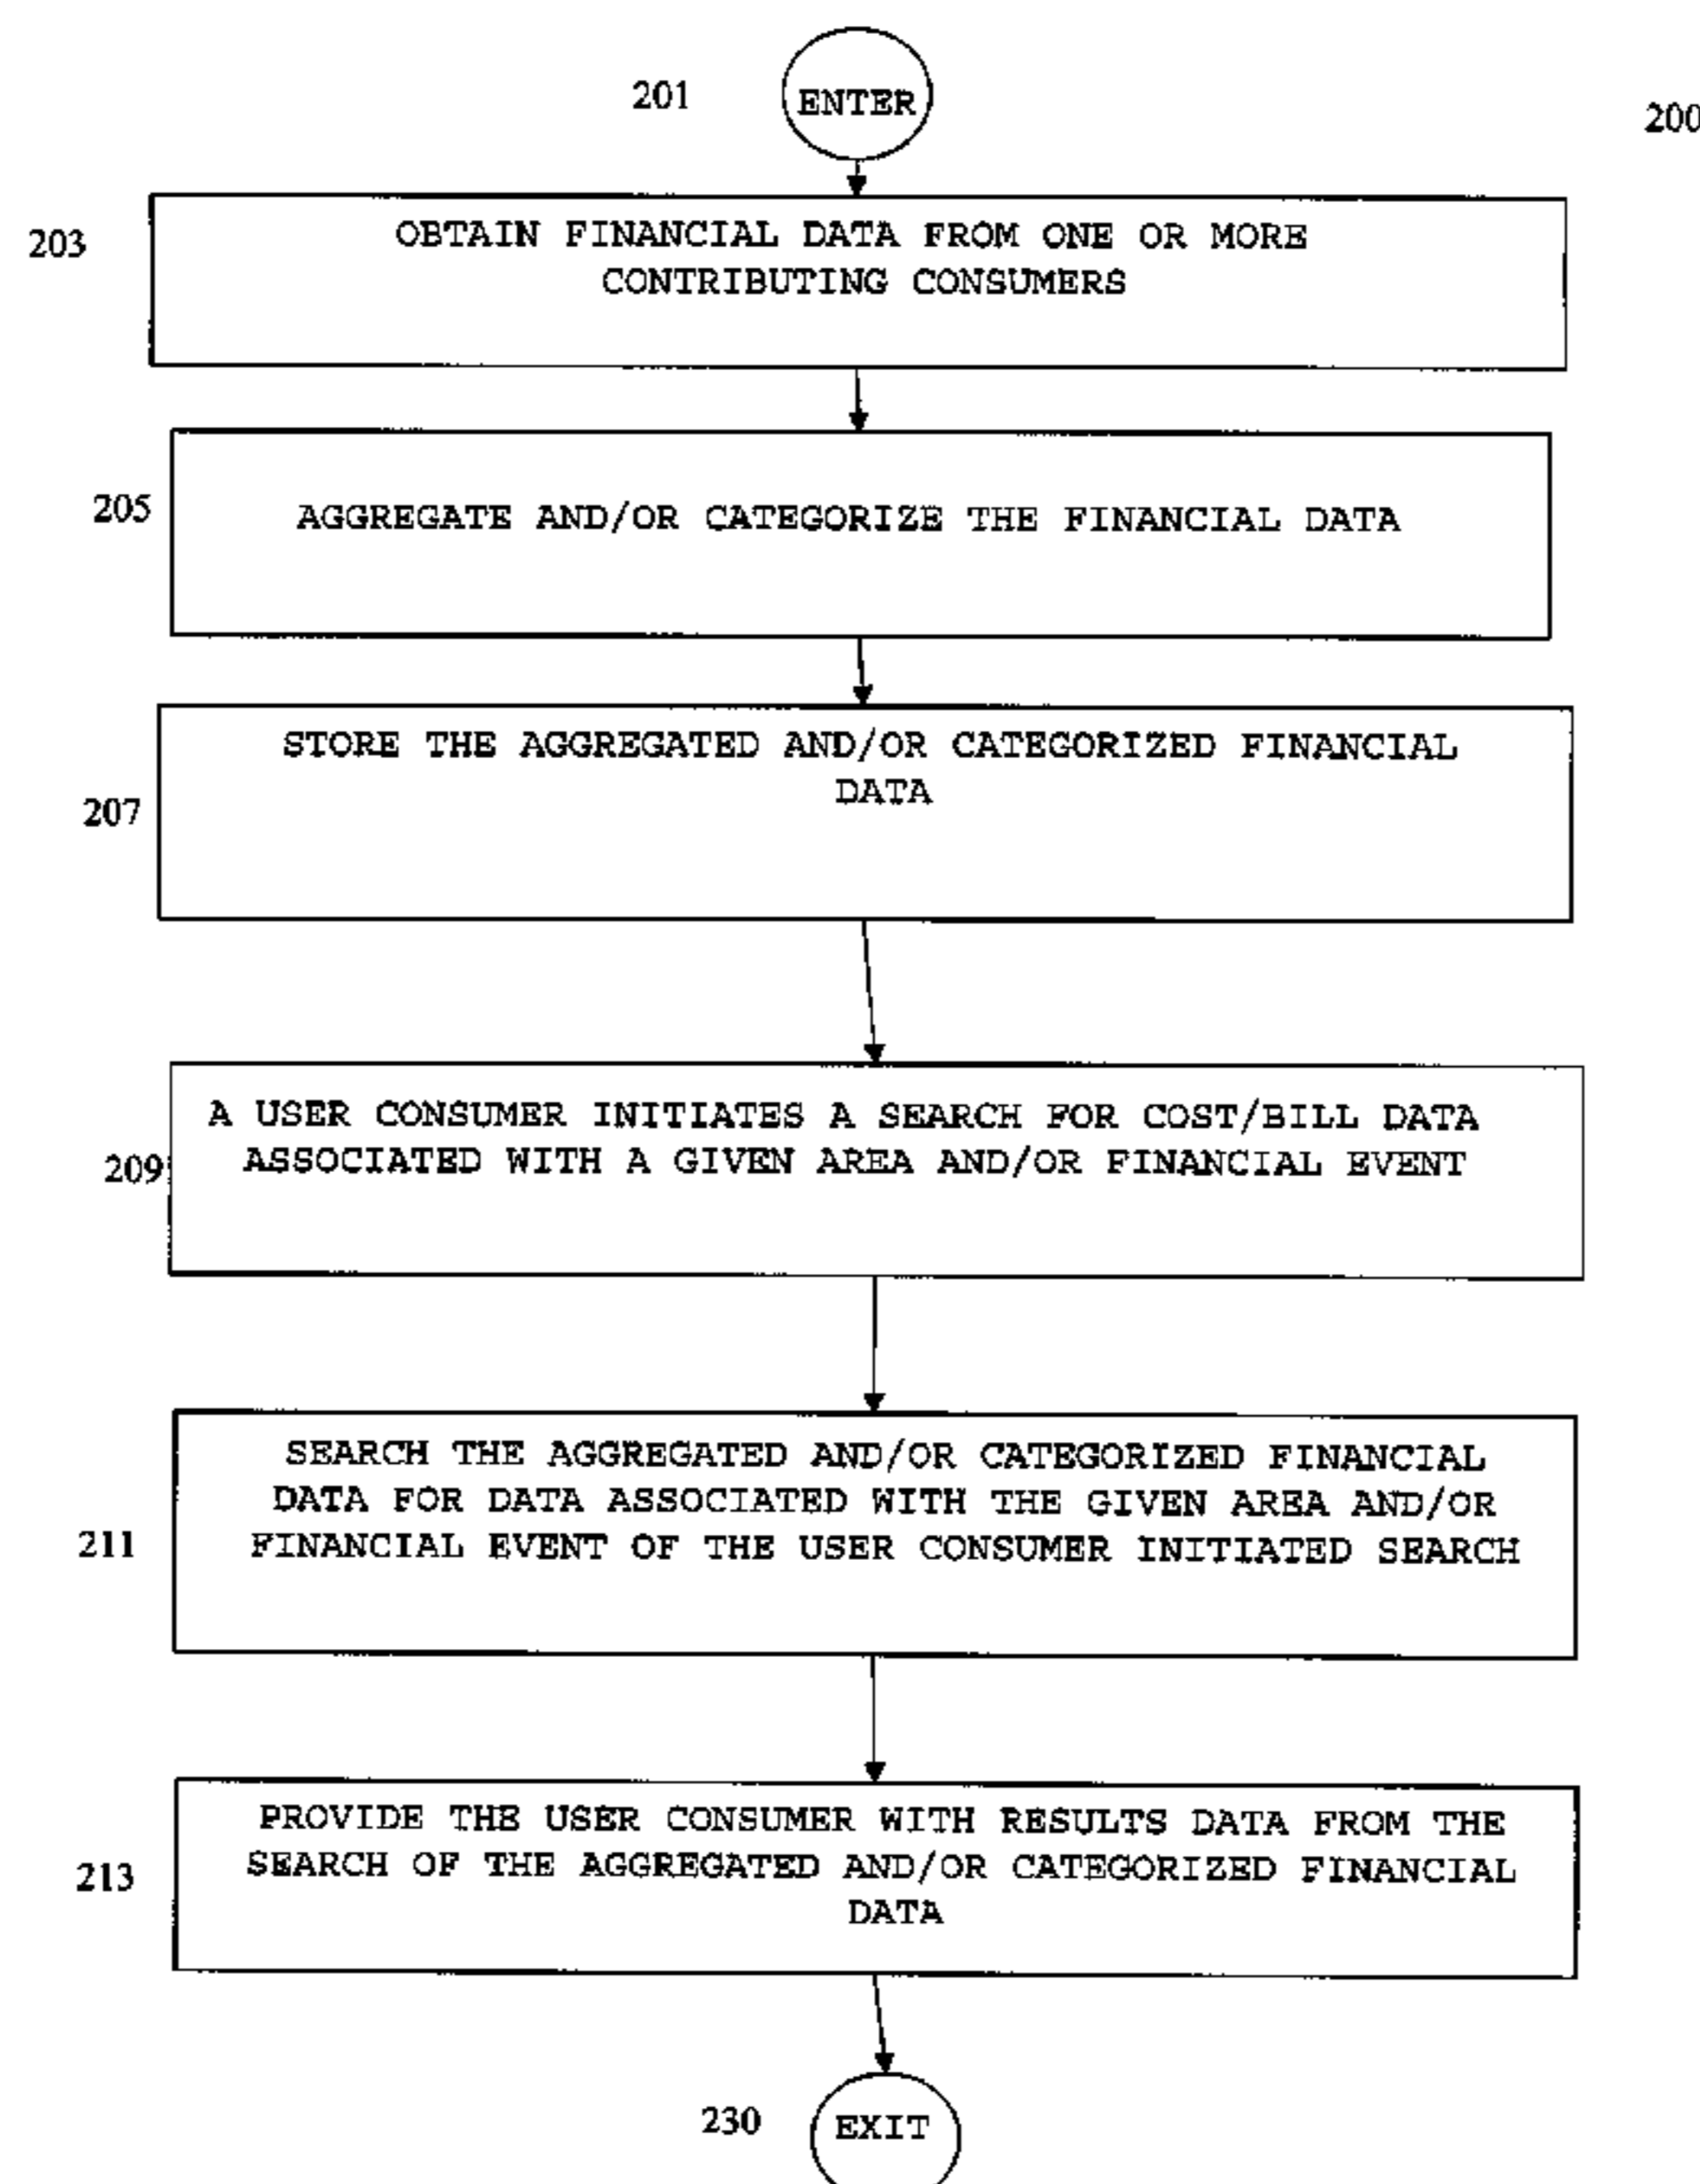 201
ENTER
200
203
OBTAIN FINANCIAL DATA FROM ONE OR MORE
CONTRIBUTING CONSUMERS
205
AGGREGATE AND/OR CATEGORIZE THE FINANCIAL DATA
207
STORE THE AGGREGATED AND/OR CATEGORIZED FINANCIAL
DATA
209
A USER CONSUMER INITIATES A SEARCH FOR COST/BILL DATA
ASSOCIATED WITH A GIVEN AREA AND/OR FINANCIAL EVENT
211
SEARCH THE AGGREGATED AND/OR CATEGORIZED FINANCIAL
DATA FOR DATA ASSOCIATED WITH THE GIVEN AREA AND/OR
FINANCIAL EVENT OF THE USER CONSUMER INITIATED SEARCH
213
PROVIDE THE USER CONSUMER WITH RESULTS DATA FROM THE
SEARCH OF THE AGGREGATED AND/OR CATEGORIZED FINANCIAL
DATA
230
EXIT